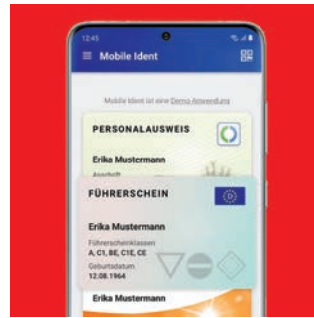 12:45
Mobile Ident
Mobile Ident ist eine Demo-Anwendung
PERSONALAUSWEIS
Erika Mustermann
Anschrift
FÜHRERSCHEIN
D
Erika Mustermann
Führerscheinklassen
A, C1, BE, C1E, CE
Geburtsdatum
12.08.1964
Erika Mustermann